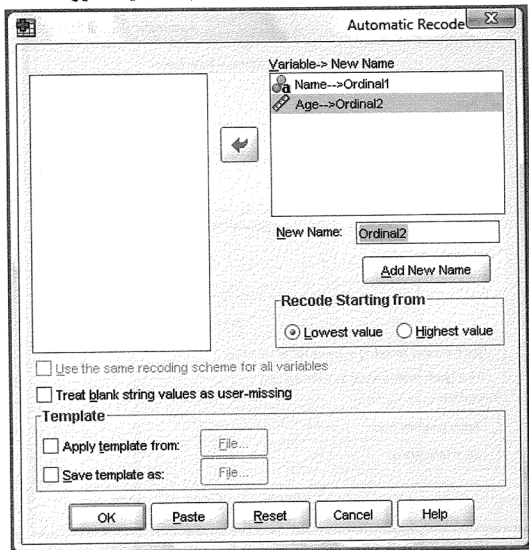 Automatic Recode
Variable-> New Name
Name-->Ordinal1
Age-->Ordinal2
New Name: Ordinal2
Add New Name
Recode Starting from
Lowest value Highest value
Use the same recoding scheme for all variables
Treat blank string values as user-missing
Template
Apply template from: File...
Save template as: File...
OK Paste Reset Cancel Help